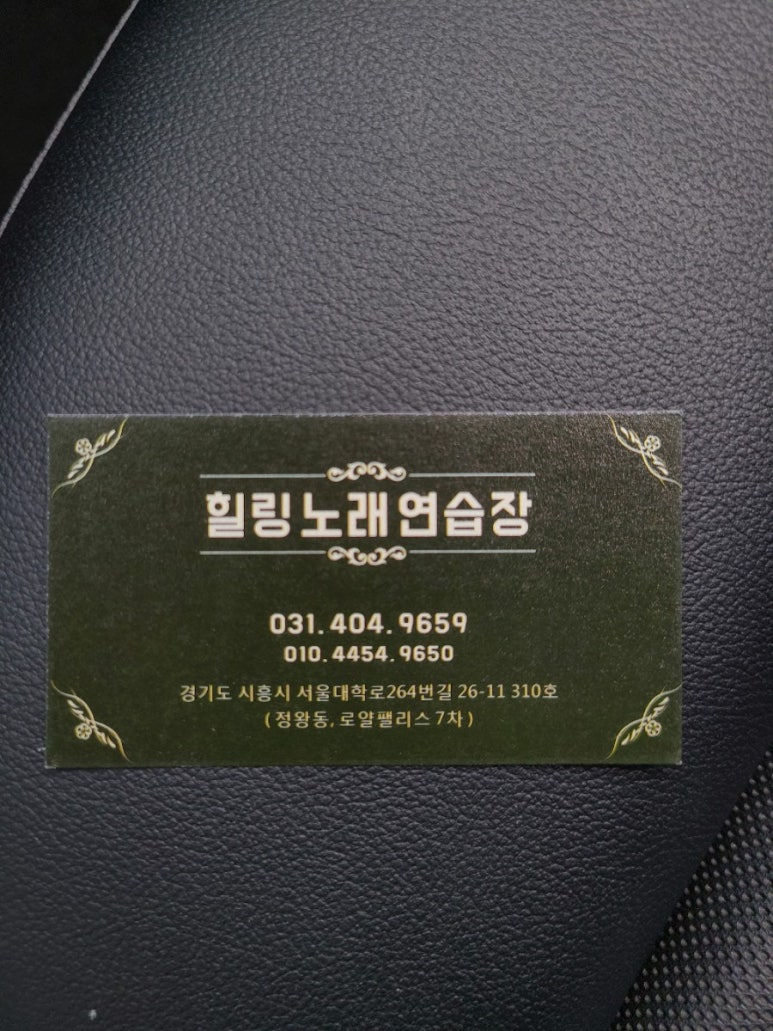 힐링노래연습장
031.404.9659
010.4454.9650
경기도 시흥시 서울대학로264번길 26-11 310호
( 정왕동, 로얄팰리스 7차 )